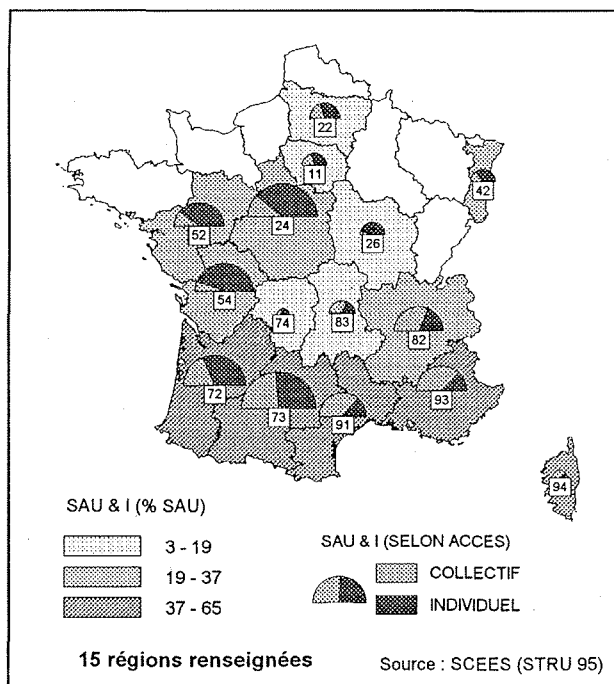 22
11
42
52
24
26
54
74
83
82
72
73
91
93
94
SAU & I (% SAU)
3 - 19
19 - 37
37 - 65
SAU & I (SELON ACCES)
COLLECTIF
INDIVIDUEL
15 régions renseignées
Source : SCEES (STRU 95)